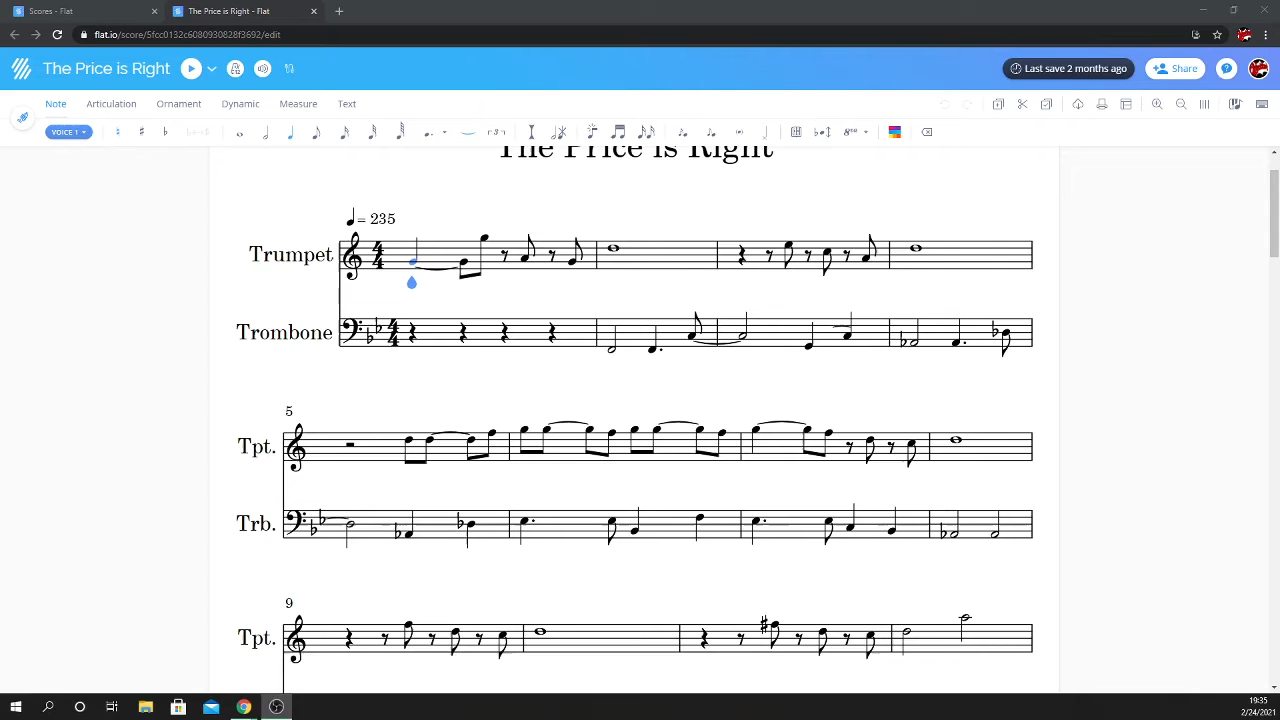 Scores - Flat
The Price is Right - Flat
flat.io/score/5fcc0132c6080930828f3692/edit
The Price is Right
Last save 2 months ago
Share
Note Articulation Ornament Dynamic Measure Text
VOICE 1
The Price is Right
= 235
Trumpet
Trombone
5
Tpt.
Trb.
9
Tpt.
19:35
2/24/2021